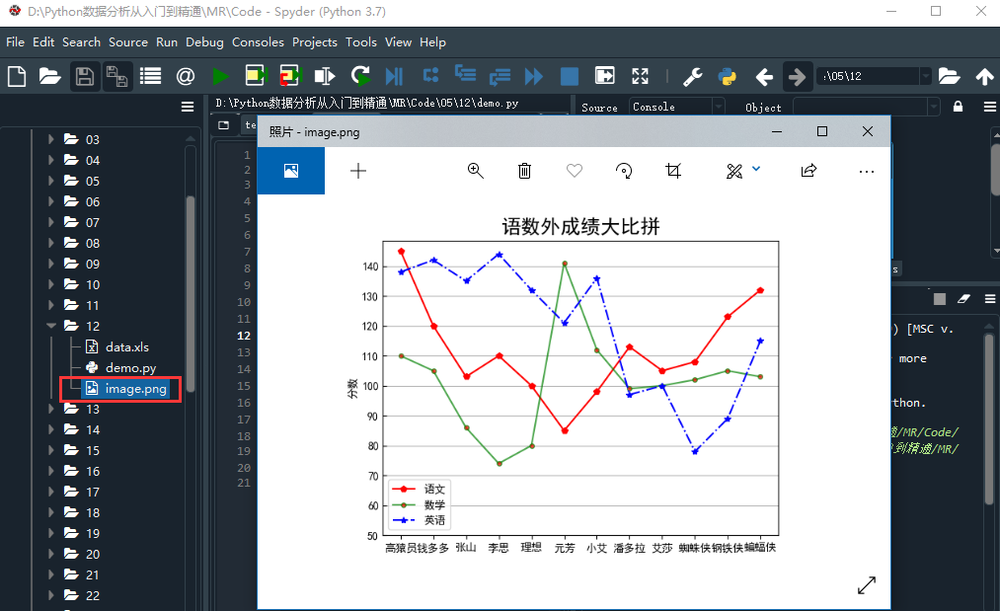 D:\Python数据分析从入门到精通\MR\Code - Spyder (Python 3.7)
File Edit Search Source Run Debug Consoles Projects Tools View Help
:\05\12
D:\Python数据分析从入门到精通\MR\Code\05\12\demo.py
Source Console Object
te
照片 - image.png
03
04
05
06
07
08
09
10
11
12
data.xls
demo.py
image.png
13
14
15
16
17
18
19
20
21
22
1
2
3
4
5
6
7
8
9
10
11
12
13
14
15
16
17
18
19
20
21
语数外成绩大比拼
分数
140
130
120
110
100
90
80
70
60
50
语文
数学
英语
高猿员 钱多多 张山 李思 理想 元芳 小艾 潘多拉 艾莎 蜘蛛侠 钢铁侠 蝙蝠侠
s
) [MSC v.
more
thon.
通/MR/Code/
到精通/MR/